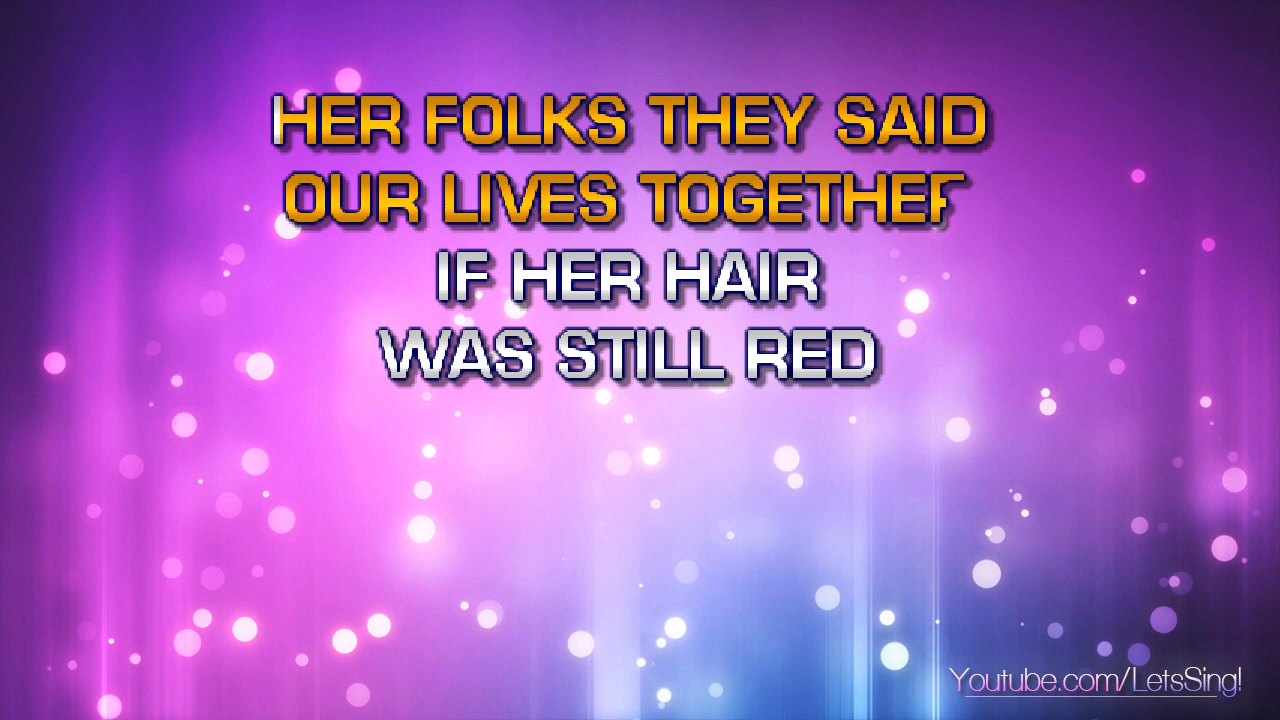 HER FOLKS THEY SAID
OUR LIVES TOGETHER
IF HER HAIR
WAS STILL RED
Youtube.com/LetsSing!